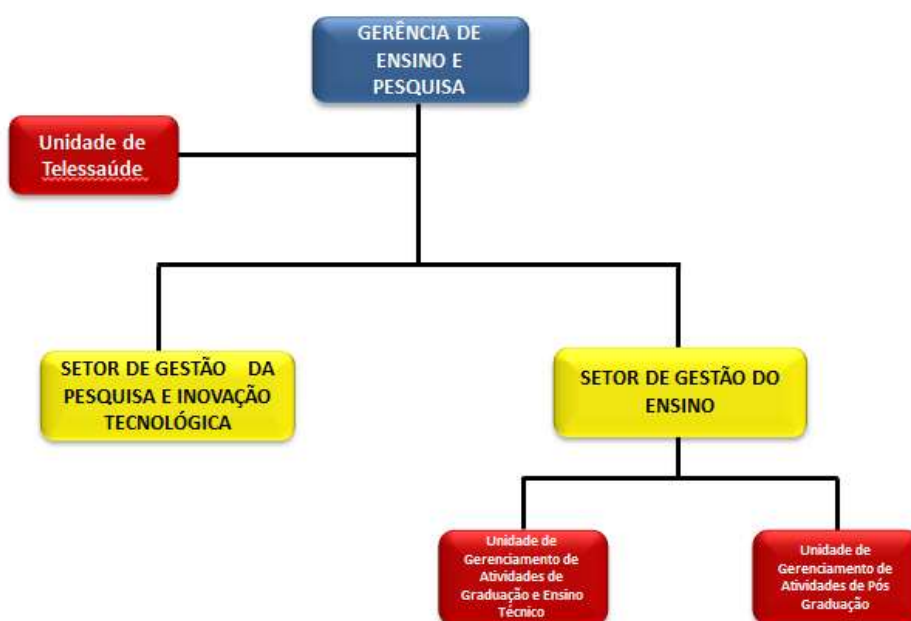 GERÊNCIA DE
ENSINO E
PESQUISA
Unidade de
Telessaúde
SETOR DE GESTÃO DA
PESQUISA E INOVAÇÃO
TECNOLÓGICA
SETOR DE GESTÃO DO
ENSINO
Unidade de
Gerenciamento de
Atividades de
Graduação e Ensino
Técnico
Unidade de
Gerenciamento de
Atividades de Pós
Graduação